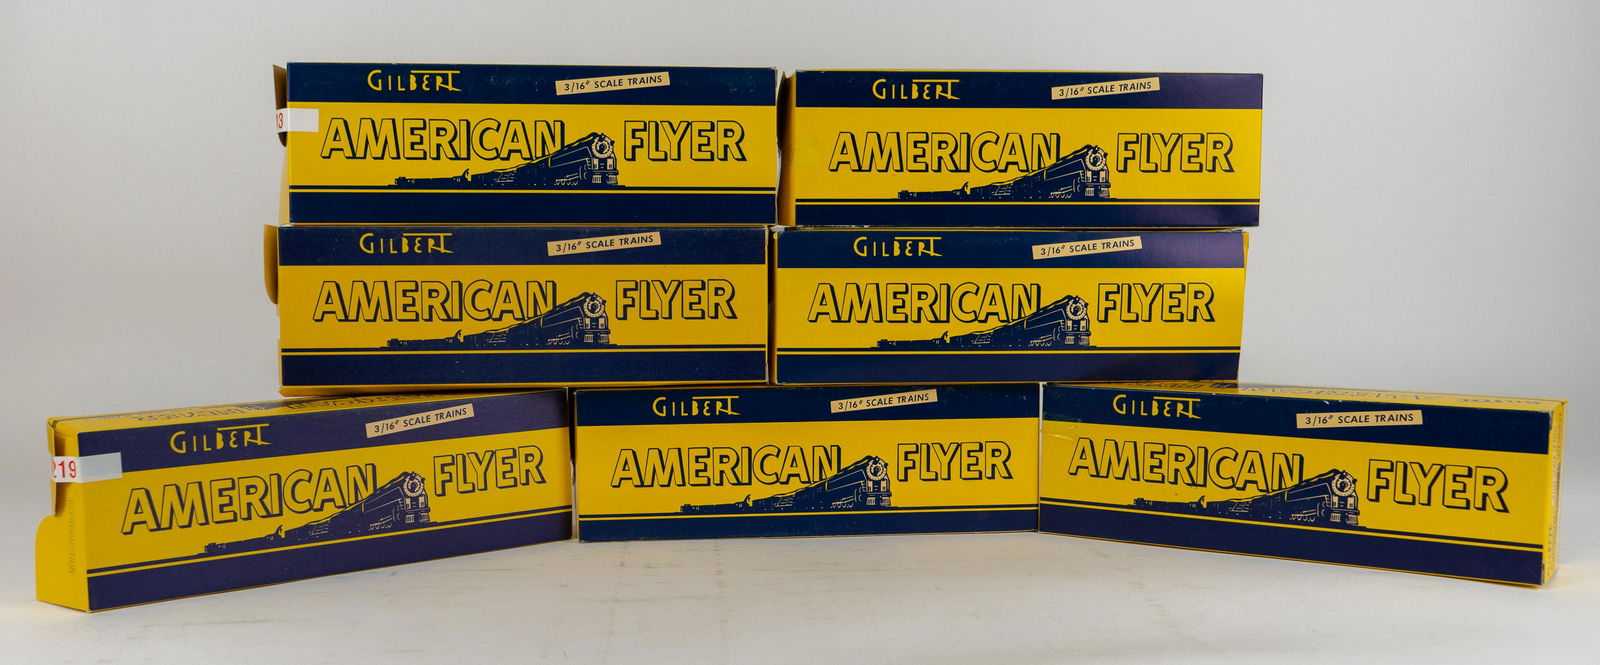 GILBERT
3/16" SCALE TRAINS
AMERICAN FLYER
GILBERT
3/16" SCALE TRAINS
AMERICAN FLYER
GILBERT
3/16" SCALE TRAINS
AMERICAN FLYER
GILBERT
3/16" SCALE TRAINS
AMERICAN FLYER
GILBERT
3/16" SCALE TRAINS
AMERICAN FLYER
219
REPRODUCTION
GILBERT
3/16" SCALE TRAINS
AMERICAN FLYER
GILBERT
3/16" SCALE TRAINS
AMERICAN FLYER